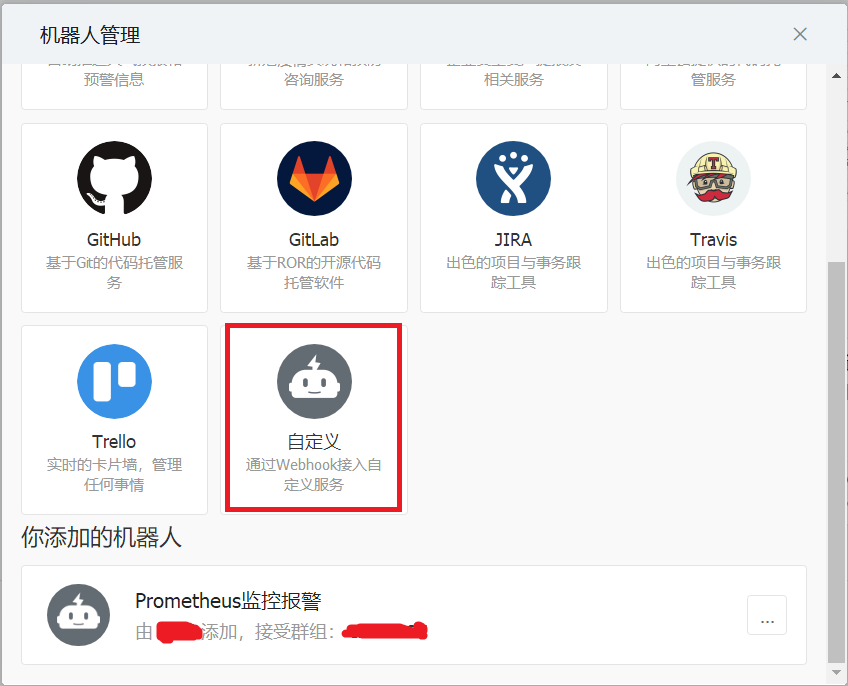 机器人管理
预警信息
咨询服务
相关服务
管服务
GitHub
基于Git的代码托管服
务
GitLab
基于ROR的开源代码
托管软件
JIRA
出色的项目与事务跟
踪工具
Travis
出色的项目与事务跟
踪工具
Trello
实时的卡片墙，管理
任何事情
自定义
通过Webhook接入自
定义服务
你添加的机器人
Prometheus监控报警
由 添加，接受群组：
...